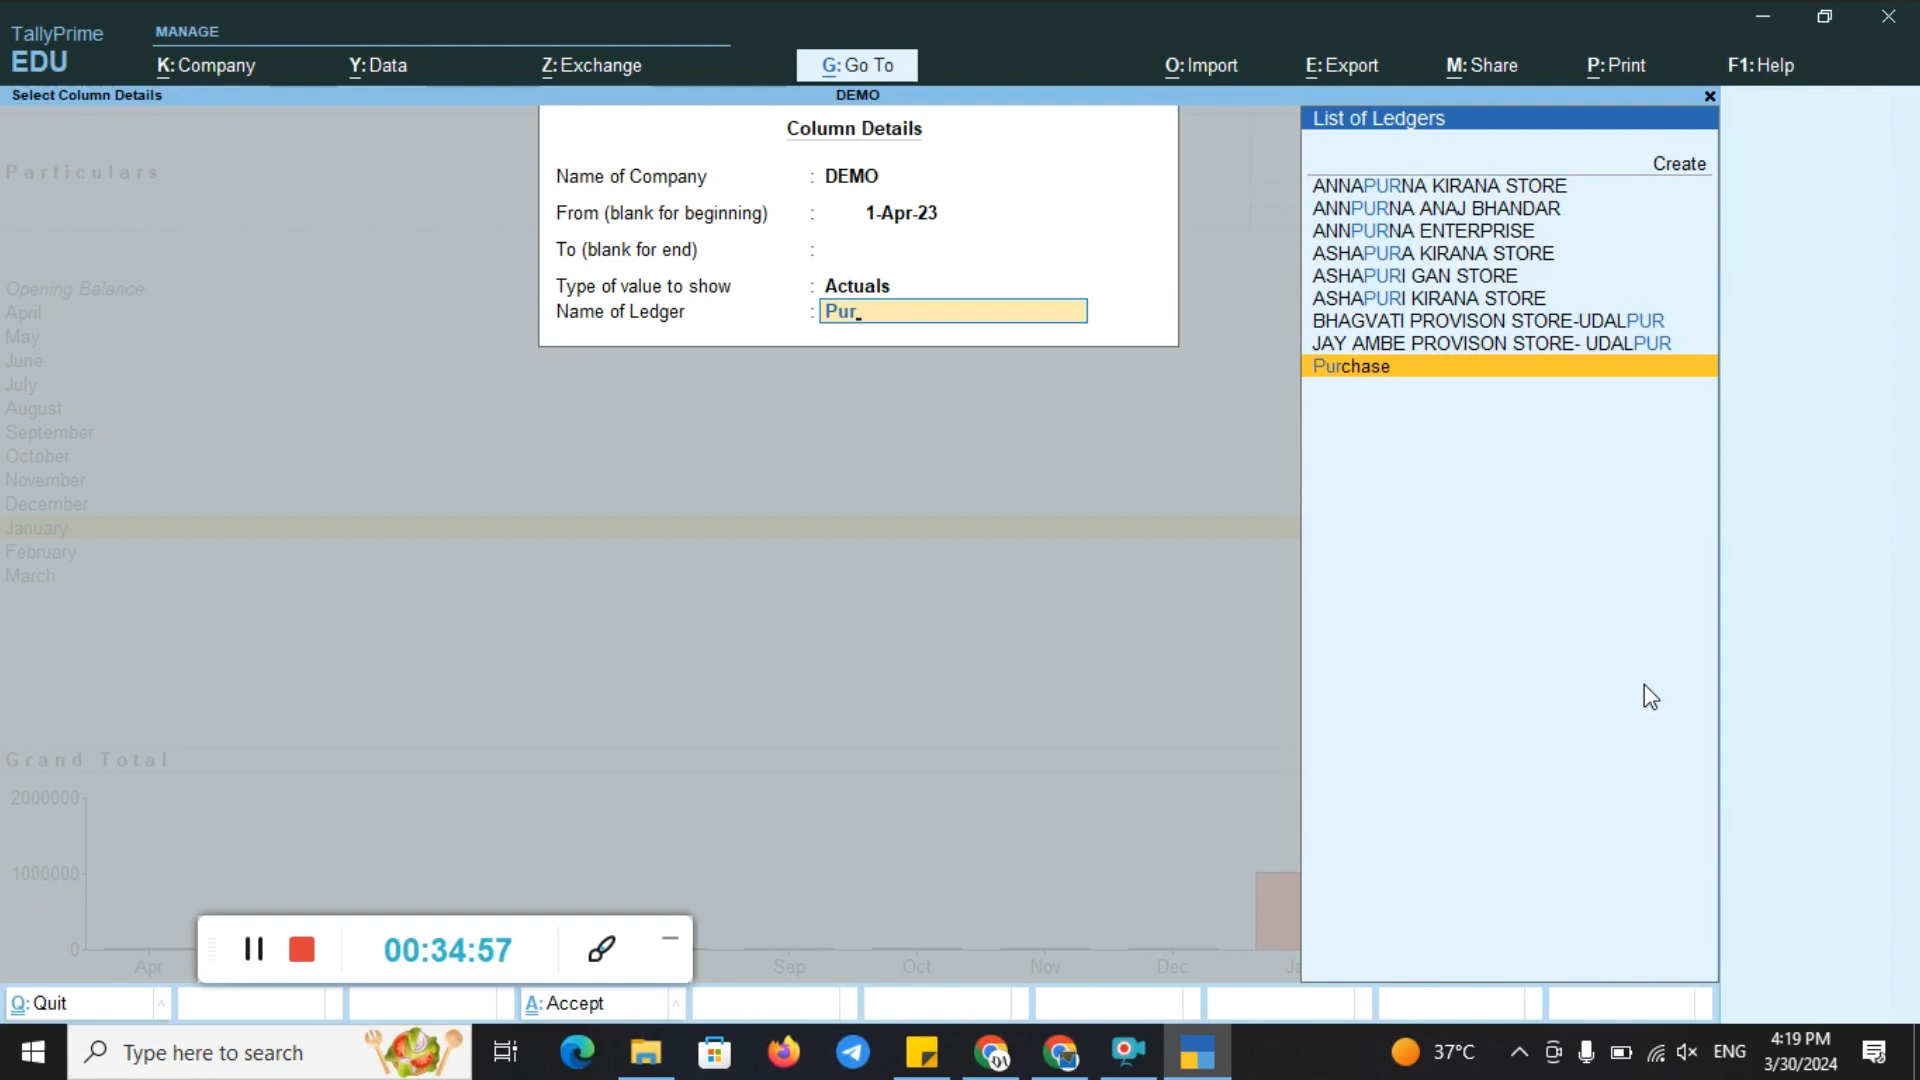 TallyPrime
EDU
MANAGE
K: Company
Y: Data
Z: Exchange
G: Go To
O: Import
E: Export
M: Share
P: Print
F1: Help
Select Column Details
DEMO
Column Details
Name of Company : DEMO
From (blank for beginning) : 1-Apr-23
To (blank for end) :
Type of value to show : Actuals
Name of Ledger : Pur
List of Ledgers
Create
ANNAPURNA KIRANA STORE
ANNPURNA ANAJ BHANDAR
ANNPURNA ENTERPRISE
ASHAPURA KIRANA STORE
ASHAPURI GAN STORE
ASHAPURI KIRANA STORE
BHAGVATI PROVISON STORE-UDALPUR
JAY AMBE PROVISON STORE- UDALPUR
Purchase
Particulars
Opening Balance
April
May
June
July
August
September
October
November
December
January
February
March
Grand Total
2000000
1000000
0
Apr
Sep
Oct
Nov
Dec
00:34:57
Q: Quit
A: Accept
Type here to search
37°C
ENG
4:19 PM
3/30/2024